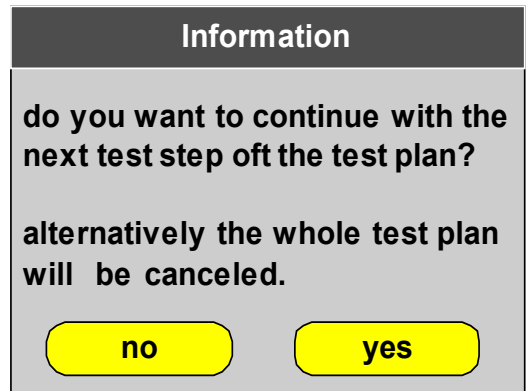 Information
do you want to continue with the
next test step oft the test plan?
alternatively the whole test plan
will be canceled.
no yes